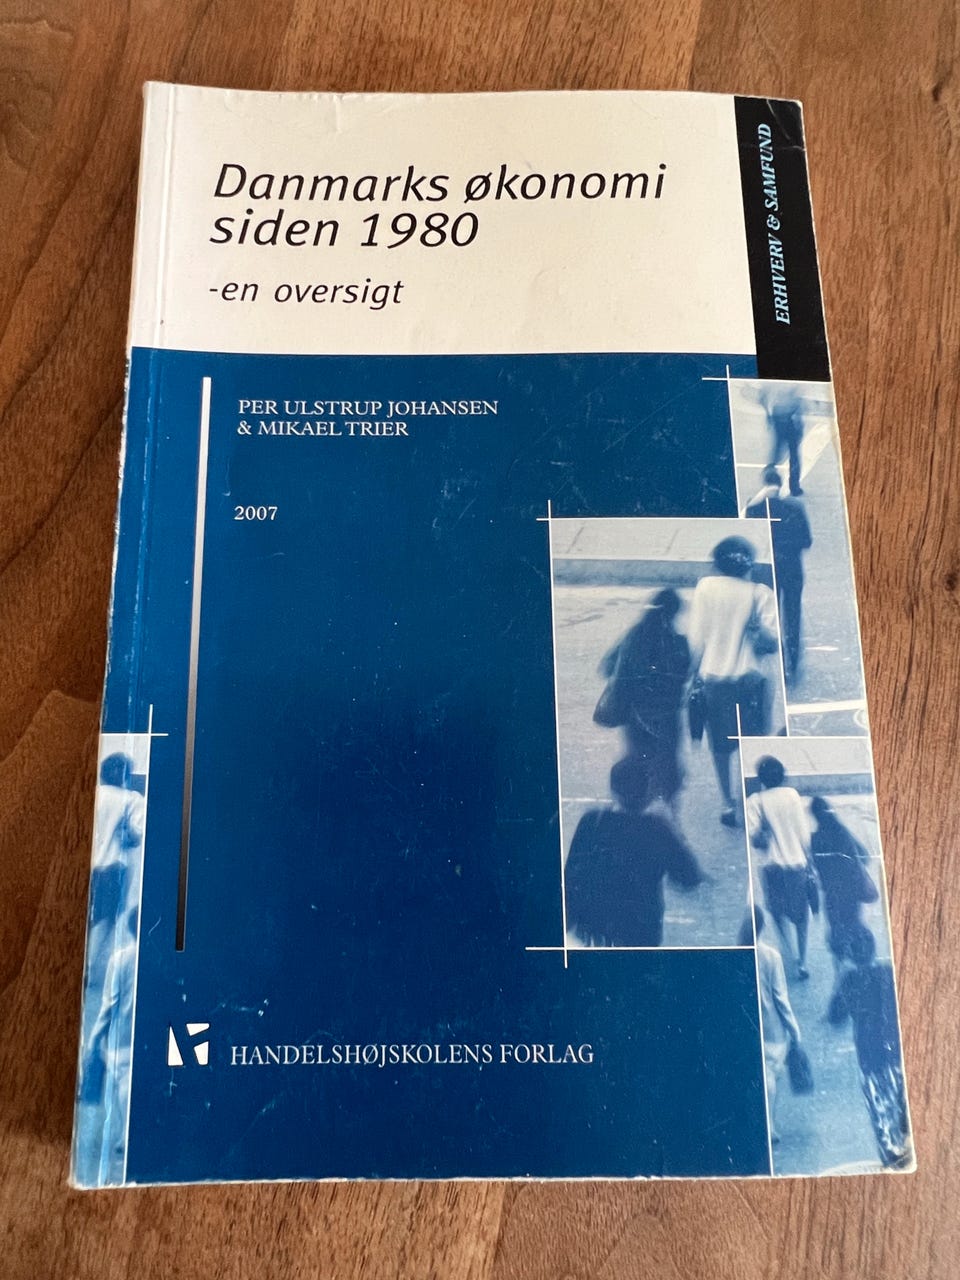 Danmarks økonomi
siden 1980
-en oversigt
ERHVERV & SAMFUND
PER ULSTRUP JOHANSEN
& MIKAEL TRIER
2007
HANDELSHØJSKOLENS FORLAG